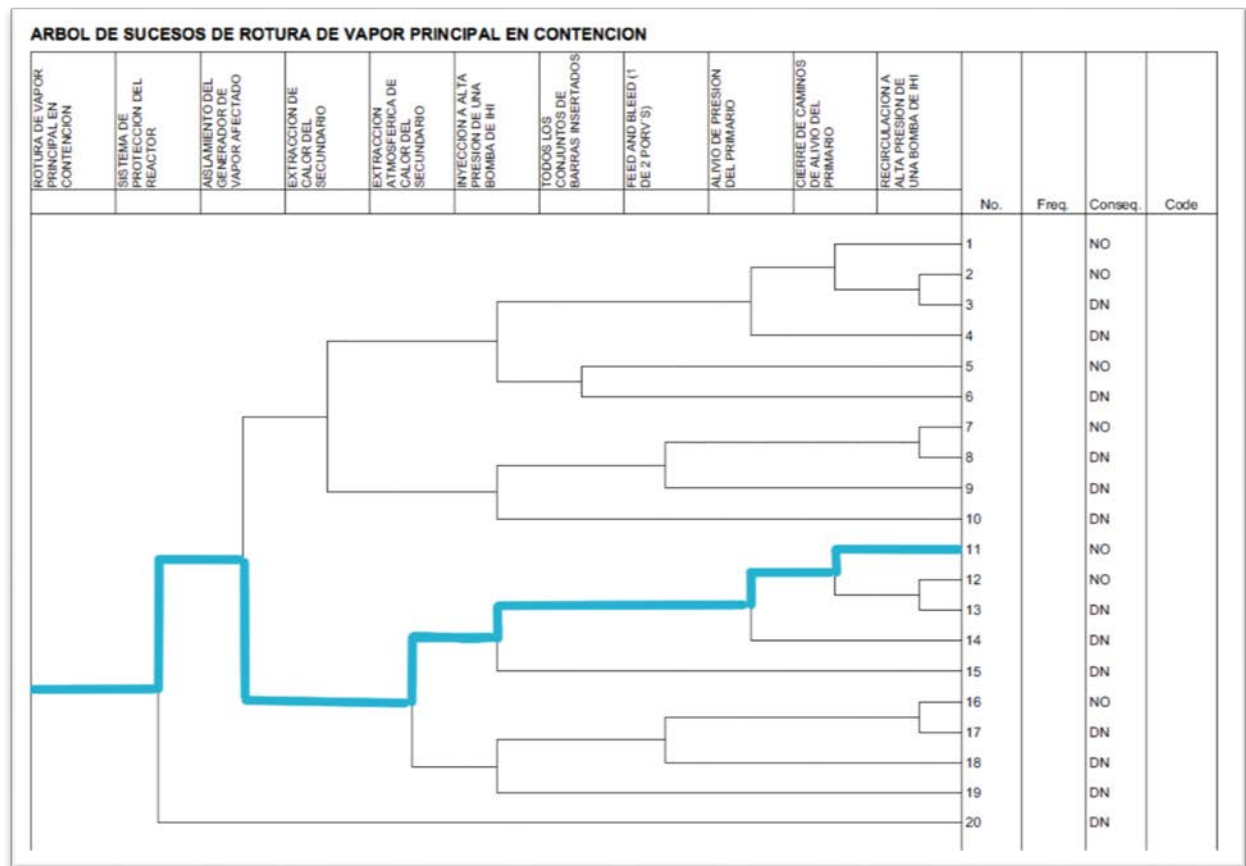 ARBOL DE SUCESOS DE ROTURA DE VAPOR PRINCIPAL EN CONTENCION
ROTURA DE VAPOR
PRINCIPAL EN
CONTENCION
SISTEMA DE
PROTECCION DEL
REACTOR
AISLAMIENTO DEL
GENERADOR DE
VAPOR AFECTADO
EXTRACCION DE
CALOR DEL
SECUNDARIO
EXTRACCION
ATMOSFERICA DE
CALOR DEL
SECUNDARIO
INYECCION A ALTA
PRESION DE UNA
BOMBA DE IHI
TODOS LOS
CONJUNTOS DE
BARRAS INSERTADOS
FEED AND BLEED (1
DE 2 PORV'S)
ALIVIO DE PRESION
DEL PRIMARIO
CIERRE DE CAMINOS
DE ALIVIO DEL
PRIMARIO
RECIRCULACION A
ALTA PRESION DE
UNA BOMBA DE IHI
No. Freq. Conseq. Code
1 NO
2 NO
3 DN
4 DN
5 NO
6 DN
7 NO
8 DN
9 DN
10 DN
11 NO
12 NO
13 DN
14 DN
15 DN
16 NO
17 DN
18 DN
19 DN
20 DN